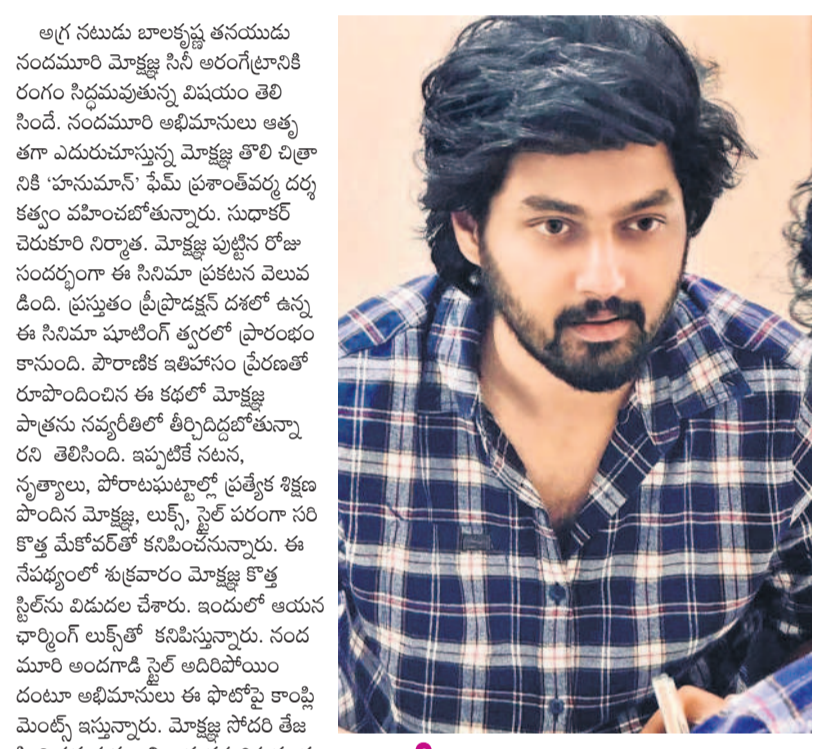 అగ్ర నటుడు బాలకృష్ణ తనయుడు
నందమూరి మోక్షజ్ఞ సినీ అరంగేట్రానికి
రంగం సిద్ధమవుతున్న విషయం తెలి
సిందే. నందమూరి అభిమానులు ఆతృ
తగా ఎదురుచూస్తున్న మోక్షజ్ఞ తొలి చిత్రా
నికి ‘హనుమాన్’ ఫేమ్ ప్రశాంత్‌వర్మ దర్శ
కత్వం వహించబోతున్నారు. సుధాకర్
చెరుకూరి నిర్మాత. మోక్షజ్ఞ పుట్టిన రోజు
సందర్భంగా ఈ సినిమా ప్రకటన వెలువ
డింది. ప్రస్తుతం ప్రీప్రొడక్షన్ దశలో ఉన్న
ఈ సినిమా షూటింగ్ త్వరలో ప్రారంభం
కానుంది. పౌరాణిక ఇతిహాసం ప్రేరణతో
రూపొందించిన ఈ కథలో మోక్షజ్ఞ
పాత్రను నవ్యరీతిలో తీర్చిదిద్దబోతున్నా
రని తెలిసింది. ఇప్పటికే నటన,
నృత్యాలు, పోరాటఘట్టాల్లో ప్రత్యేక శిక్షణ
పొందిన మోక్షజ్ఞ, లుక్స్, స్టైల్ పరంగా సరి
కొత్త మేకోవర్‌తో కనిపించనున్నారు. ఈ
నేపథ్యంలో శుక్రవారం మోక్షజ్ఞ కొత్త
స్టిల్‌ను విడుదల చేశారు. ఇందులో ఆయన
ఛార్మింగ్ లుక్స్‌తో కనిపిస్తున్నారు. నంద
మూరి అందగాడి స్టైల్ అదిరిపోయిం
దంటూ అభిమానులు ఈ ఫొటోపై కాంప్లి
మెంట్స్ ఇస్తున్నారు. మోక్షజ్ఞ సోదరి తేజ